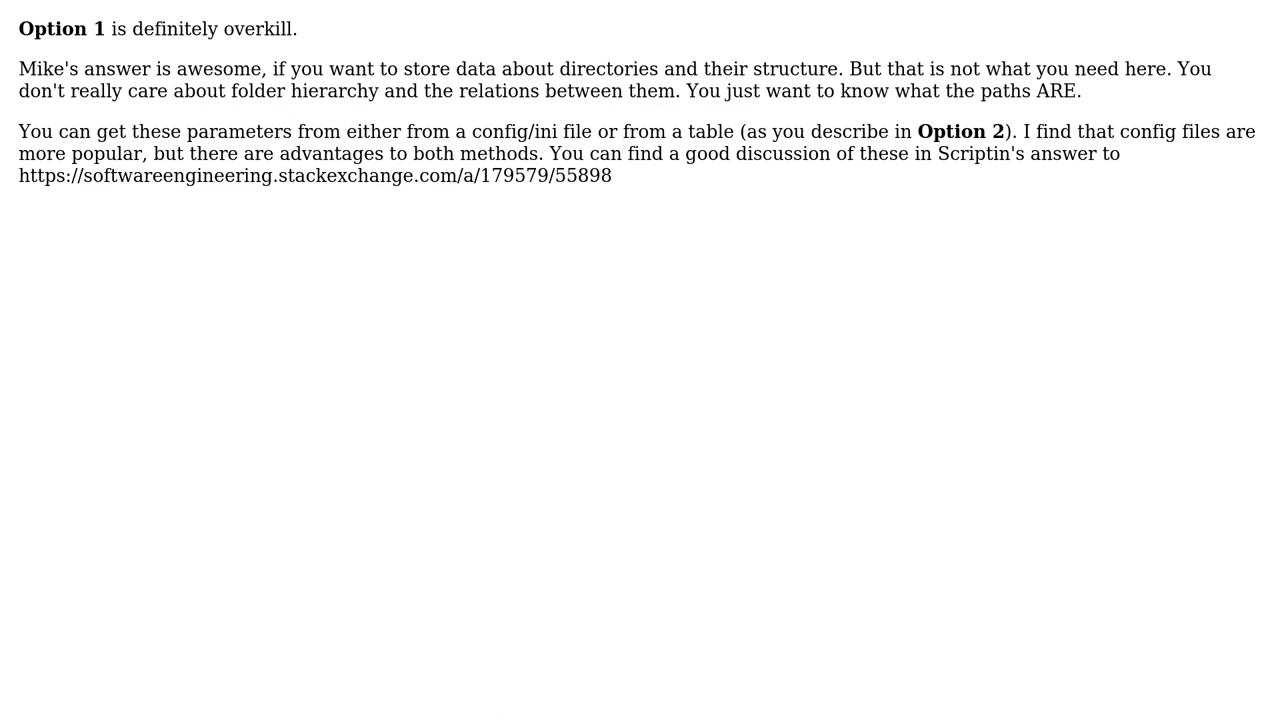 Option 1 is definitely overkill.
Mike's answer is awesome, if you want to store data about directories and their structure. But that is not what you need here. You
don't really care about folder hierarchy and the relations between them. You just want to know what the paths ARE.
You can get these parameters from either from a config/ini file or from a table (as you describe in Option 2). I find that config files are
more popular, but there are advantages to both methods. You can find a good discussion of these in Scriptin's answer to
https://softwareengineering.stackexchange.com/a/179579/55898